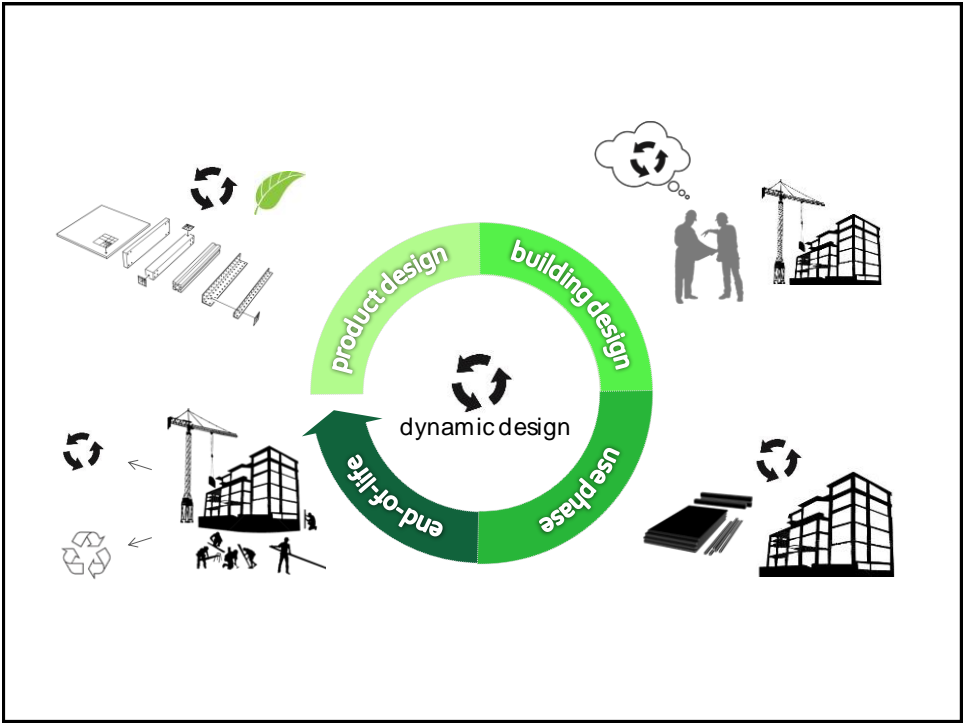 product design
building design
dynamic design
end-of-life
use phase